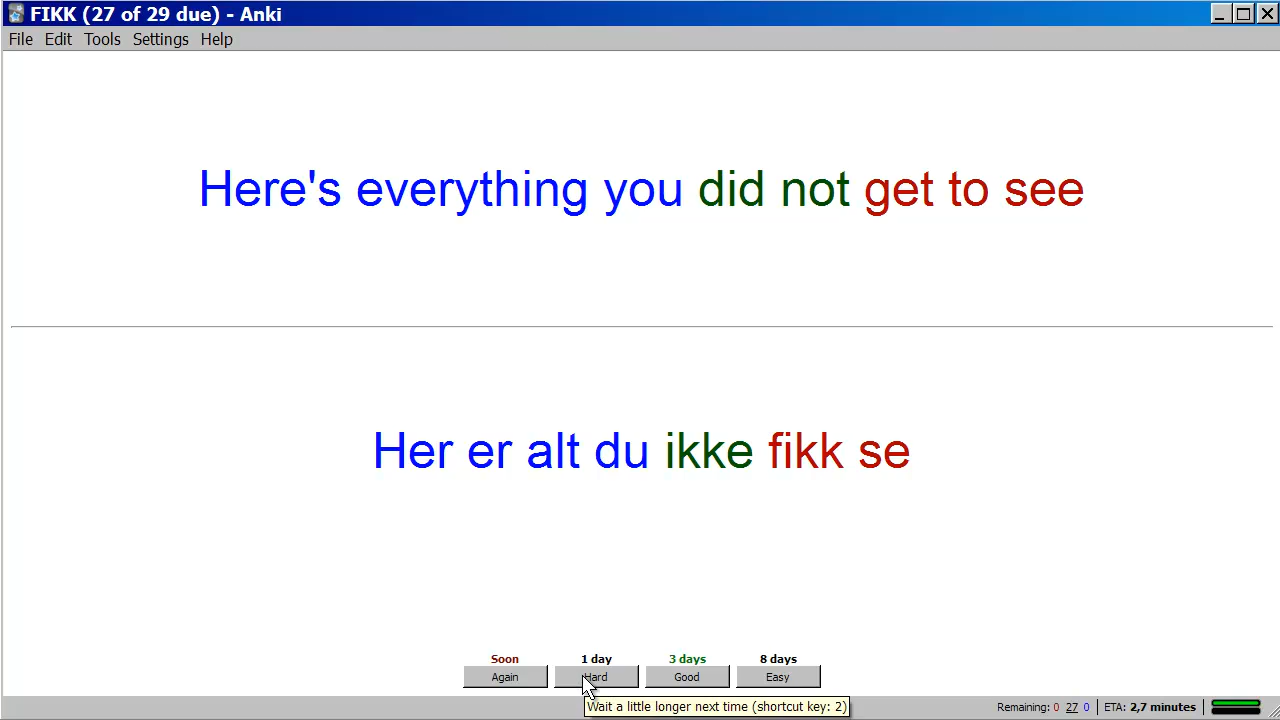 FIKK (27 of 29 due) - Anki
File Edit Tools Settings Help
Here's everything you did not get to see
Her er alt du ikke fikk se
Soon 1 day 3 days 8 days
Again Hard Good Easy
Wait a little longer next time (shortcut key: 2)
Remaining: 0 27 0 ETA: 2,7 minutes